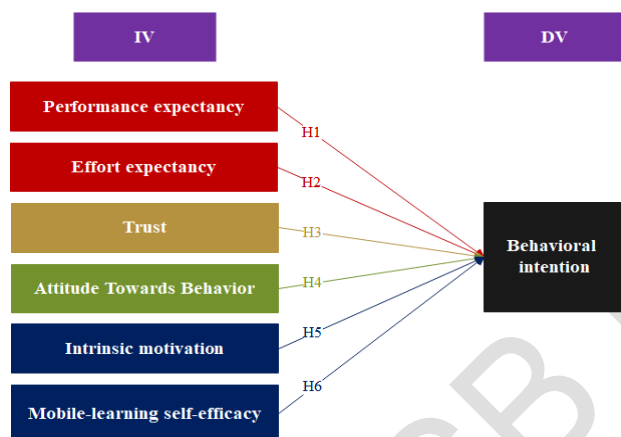 IV
DV
Performance expectancy
H1
Effort expectancy
H2
Trust
H3
Behavioral
intention
Attitude Towards Behavior
H4
Intrinsic motivation
H5
Mobile-learning self-efficacy
H6
SB